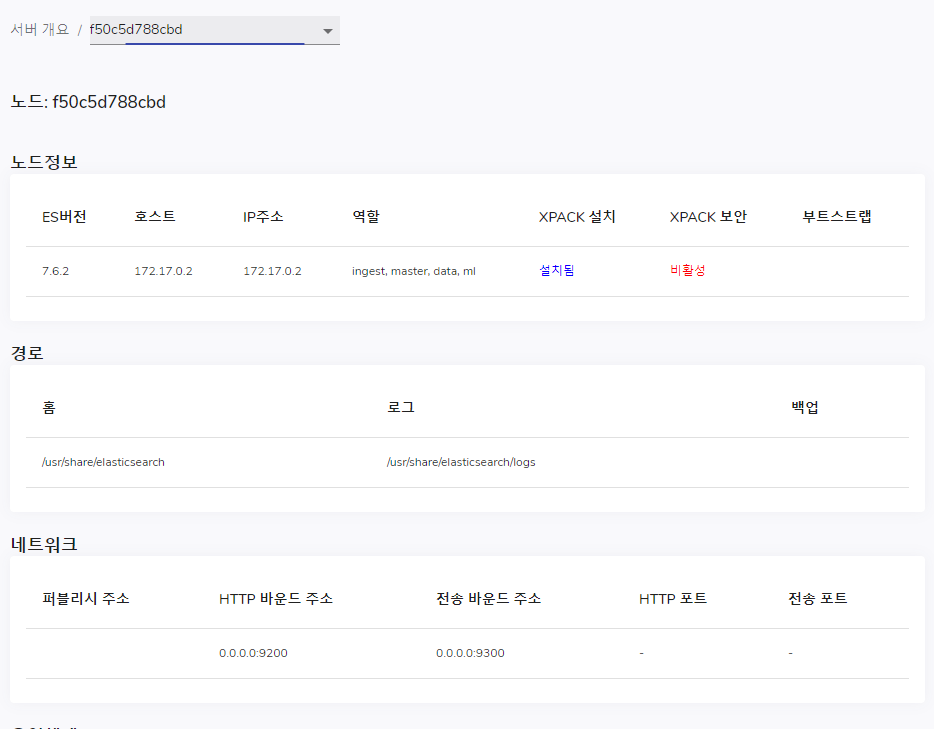 서버 개요 / f50c5d788cbd
노드: f50c5d788cbd
노드정보
ES버전 호스트 IP주소 역할 XPACK 설치 XPACK 보안 부트스트랩
7.6.2 172.17.0.2 172.17.0.2 ingest, master, data, ml 설치됨 비활성
경로
홈 로그 백업
/usr/share/elasticsearch /usr/share/elasticsearch/logs
네트워크
퍼블리시 주소 HTTP 바운드 주소 전송 바운드 주소 HTTP 포트 전송 포트
0.0.0.0:9200 0.0.0.0:9300 - -